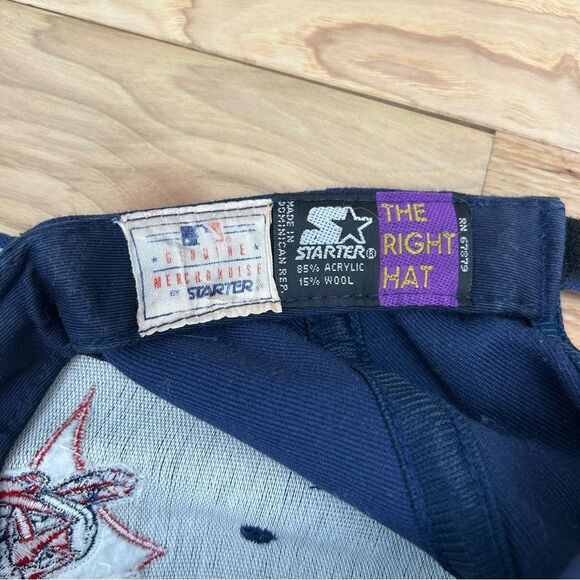 GENUINE
MERCHANDISE
BY STARTER
MADE IN
DOMINICAN REP.
STARTER®
85% ACRYLIC
15% WOOL
THE
RIGHT
HAT
RN 67879